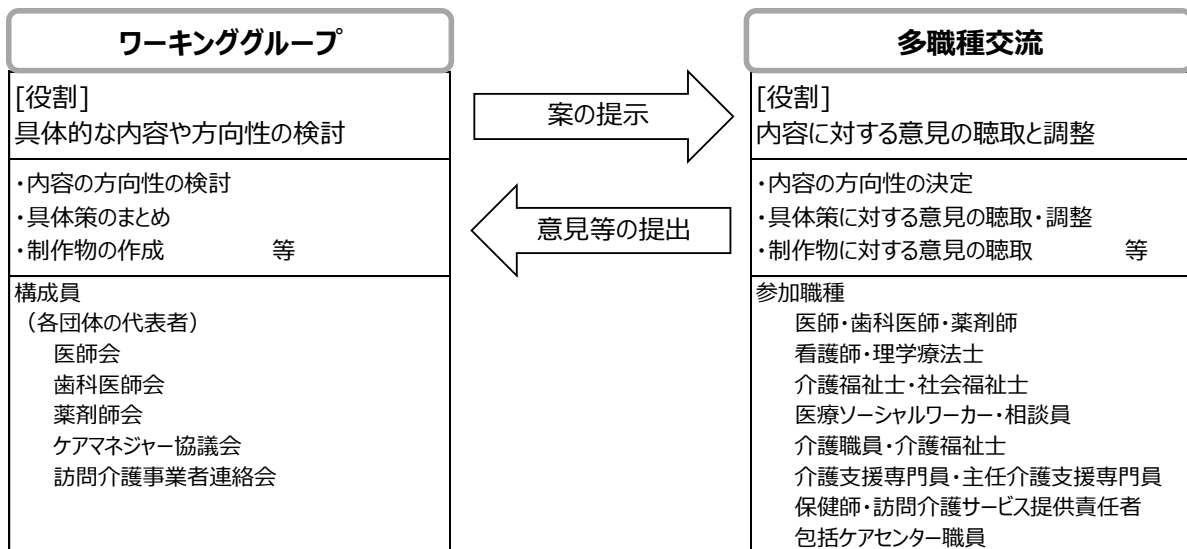 ワーキンググループ
[役割]
具体的な内容や方向性の検討
・内容の方向性の検討
・具体策のまとめ
・制作物の作成　　　等
構成員
（各団体の代表者）
医師会
歯科医師会
薬剤師会
ケアマネジャー協議会
訪問介護事業者連絡会
案の提示
意見等の提出
多職種交流
[役割]
内容に対する意見の聴取と調整
・内容の方向性の決定
・具体策に対する意見の聴取・調整
・制作物に対する意見の聴取　　　等
参加職種
医師・歯科医師・薬剤師
看護師・理学療法士
介護福祉士・社会福祉士
医療ソーシャルワーカー・相談員
介護職員・介護福祉士
介護支援専門員・主任介護支援専門員
保健師・訪問介護サービス提供責任者
包括ケアセンター職員